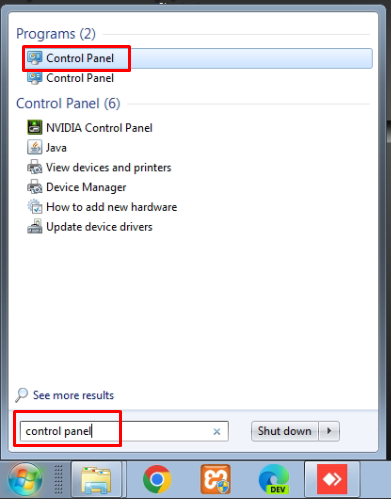 Programs (2)
Control Panel
Control Panel
Control Panel (6)
NVIDIA Control Panel
Java
View devices and printers
Device Manager
How to add new hardware
Update device drivers
See more results
control panel
Shut down
DEV